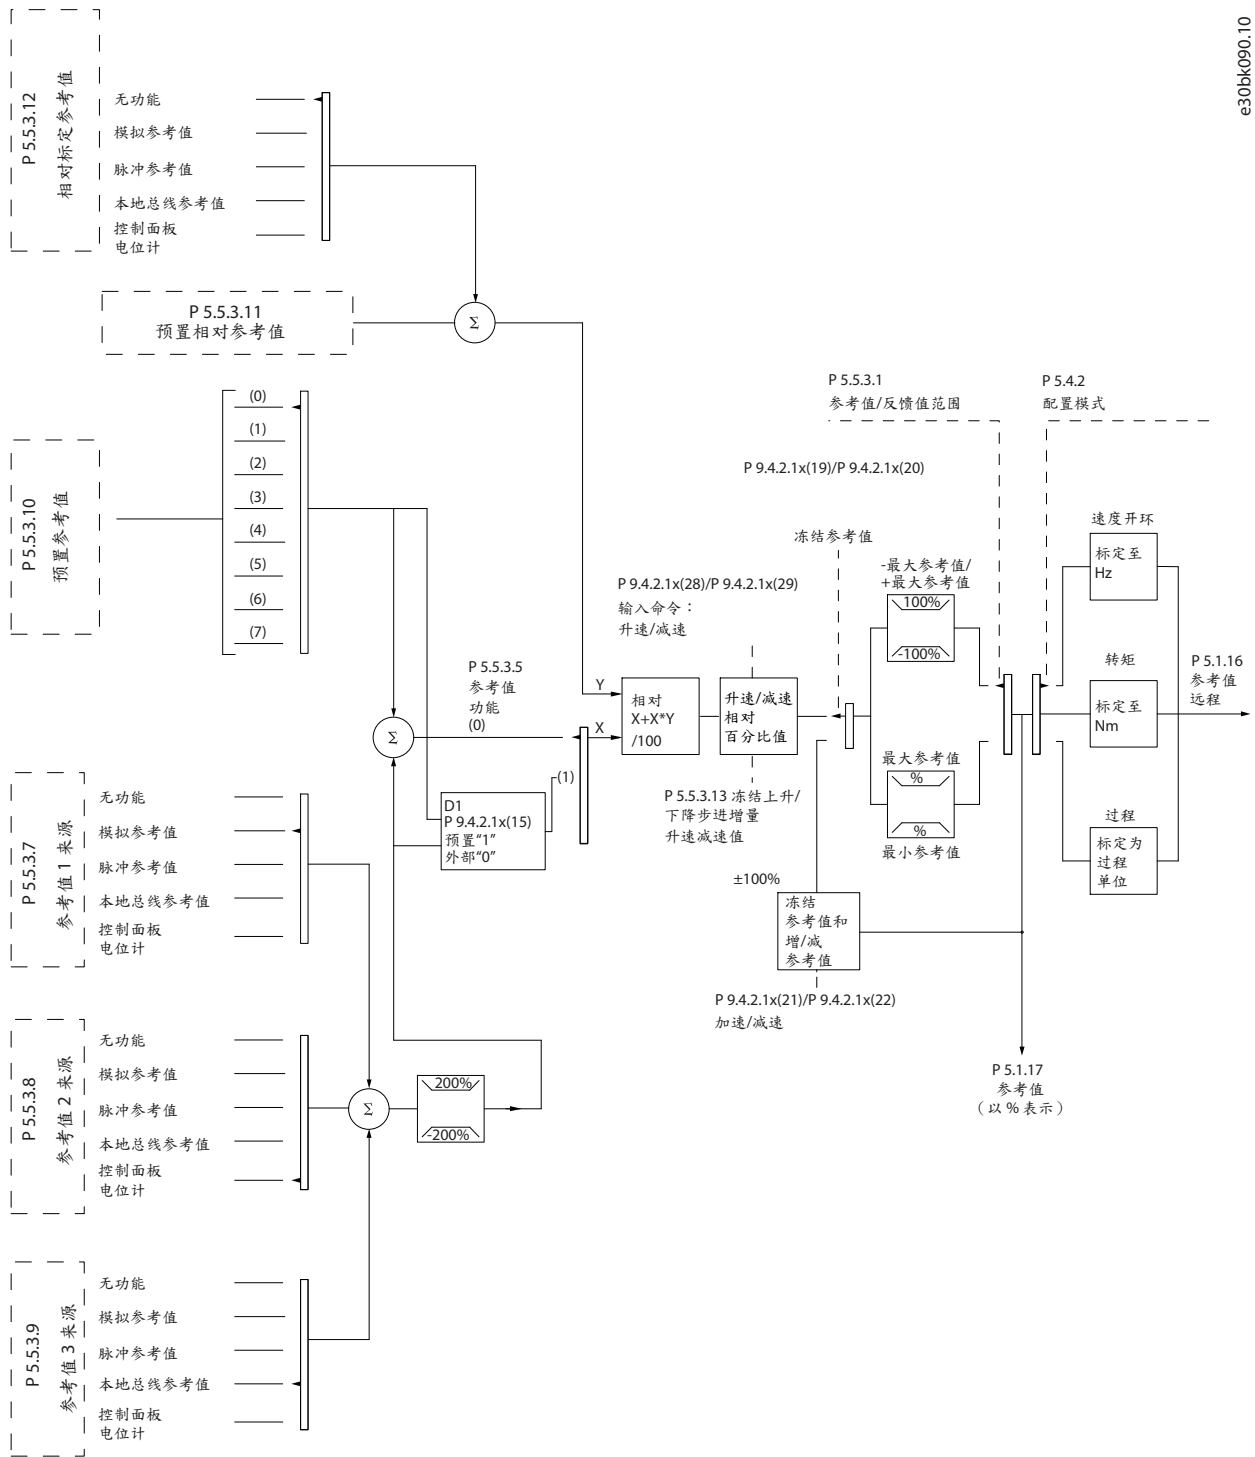 e30bk090.10
P 5.5.3.12
相对标定参考值
无功能
模拟参考值
脉冲参考值
本地总线参考值
控制面板
电位计
P 5.5.3.11
预置相对参考值
Σ
P 5.5.3.10
预置参考值
(0)
(1)
(2)
(3)
(4)
(5)
(6)
(7)
P 5.5.3.7
参考值 1 来源
无功能
模拟参考值
脉冲参考值
本地总线参考值
控制面板
电位计
P 5.5.3.8
参考值 2 来源
无功能
模拟参考值
脉冲参考值
本地总线参考值
控制面板
电位计
P 5.5.3.9
参考值 3 来源
无功能
模拟参考值
脉冲参考值
本地总线参考值
控制面板
电位计
Σ
200%
-200%
Σ
P 5.5.3.5
参考值
功能
(0)
(1)
D1
P 9.4.2.1x(15)
预置“1”
外部“0”
Y
X
相对
X+X*Y
/100
P 9.4.2.1x(28)/P 9.4.2.1x(29)
输入命令：
升速/减速
升速/减速
相对
百分比值
P 5.5.3.13 冻结上升/
下降步进增量
升速减速值
P 9.4.2.1x(19)/P 9.4.2.1x(20)
冻结参考值
±100%
冻结
参考值和
增/减
参考值
P 9.4.2.1x(21)/P 9.4.2.1x(22)
加速/减速
P 5.5.3.1
参考值/反馈值范围
-最大参考值/
+最大参考值
100%
-100%
最大参考值
%
%
最小参考值
P 5.4.2
配置模式
速度开环
标定至
Hz
转矩
标定至
Nm
过程
标定为
过程
单位
P 5.1.16
参考值
远程
P 5.1.17
参考值
（以 % 表示）